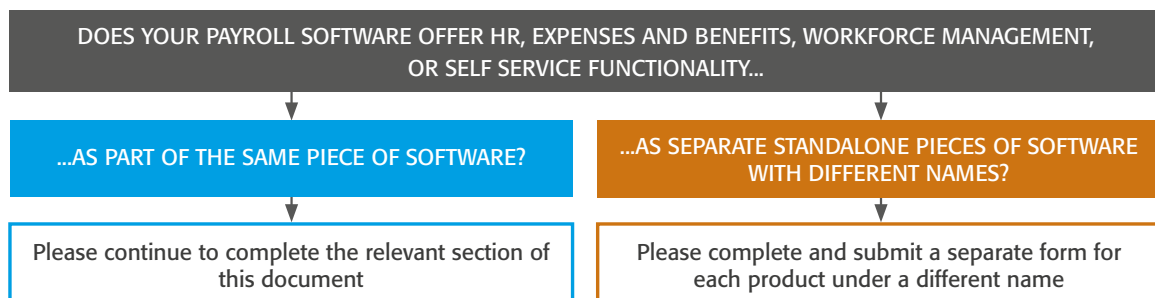 DOES YOUR PAYROLL SOFTWARE OFFER HR, EXPENSES AND BENEFITS, WORKFORCE MANAGEMENT,
OR SELF SERVICE FUNCTIONALITY...
...AS PART OF THE SAME PIECE OF SOFTWARE?
...AS SEPARATE STANDALONE PIECES OF SOFTWARE
WITH DIFFERENT NAMES?
Please continue to complete the relevant section of
this document
Please complete and submit a separate form for
each product under a different name